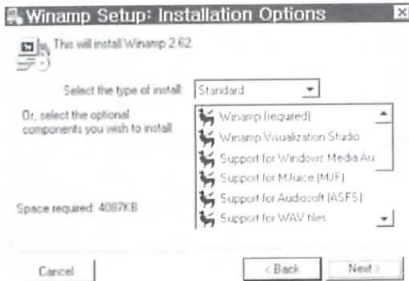 Winamp Setup: Installation Options
This will install Winamp 2.62
Select the type of install:
Standard
Or, select the optional
components you wish to install:
Winamp (required)
Winamp Visualization Studio
Support for Windows Media Au
Support for MJuice (MJF)
Support for Audiosoft (ASFS)
Support for WAV files
Space required: 4087KB
Cancel
< Back
Next >